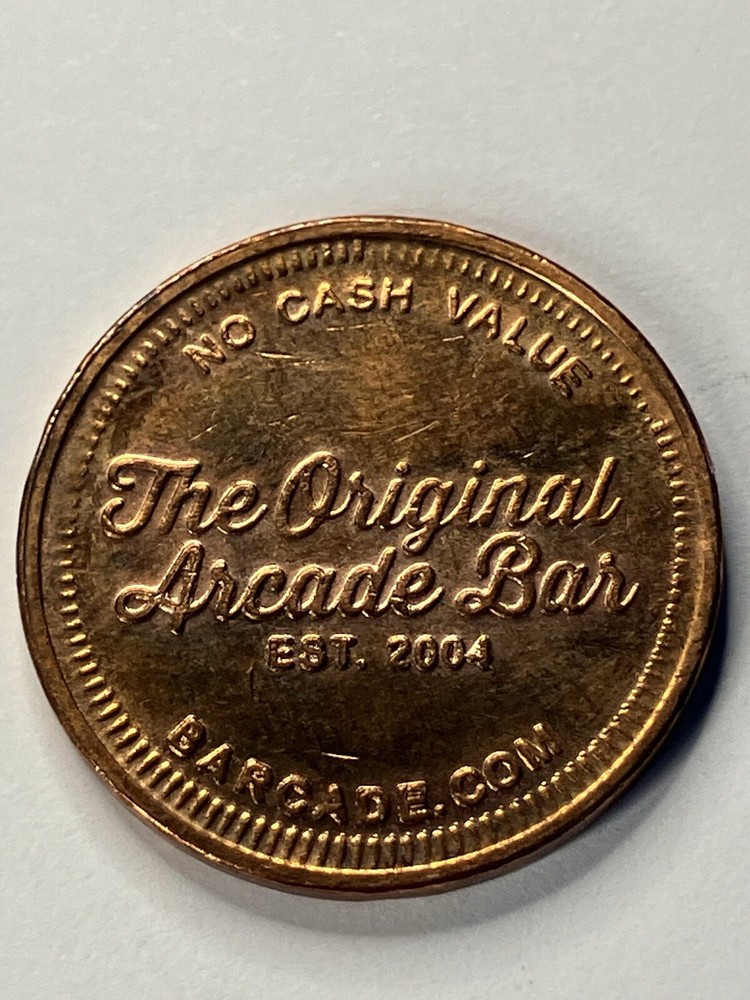 NO CASH VALUE
The Original
Arcade Bar
EST. 2004
BARCADE.COM